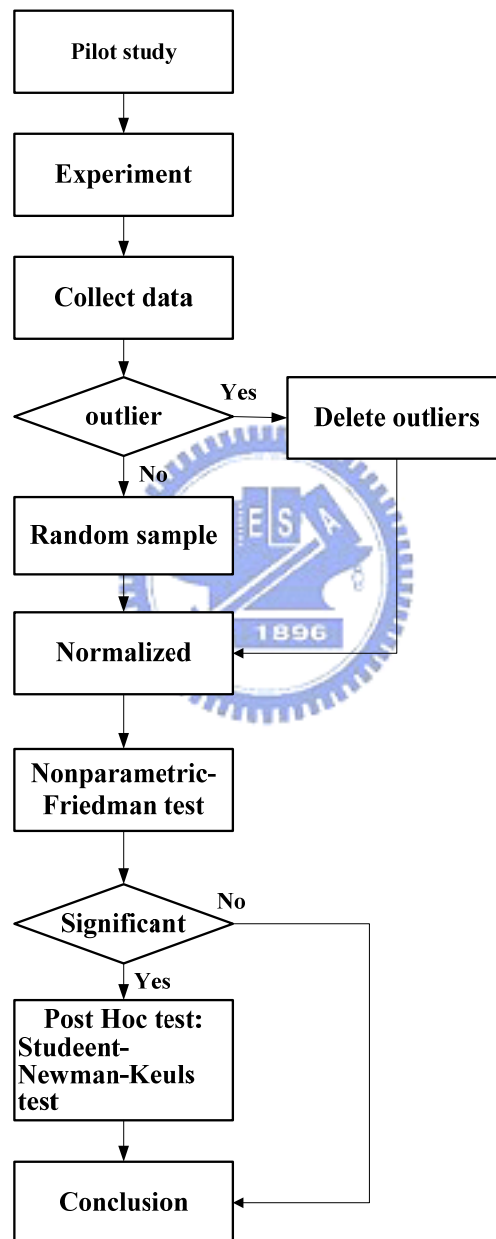 Pilot study
Experiment
Collect data
outlier
Yes
Delete outliers
No
Random sample
E S A
Normalized
1896
Nonparametric-
Friedman test
Significant
No
Yes
Post Hoc test:
Studeent-
Newman-Keuls
test
Conclusion